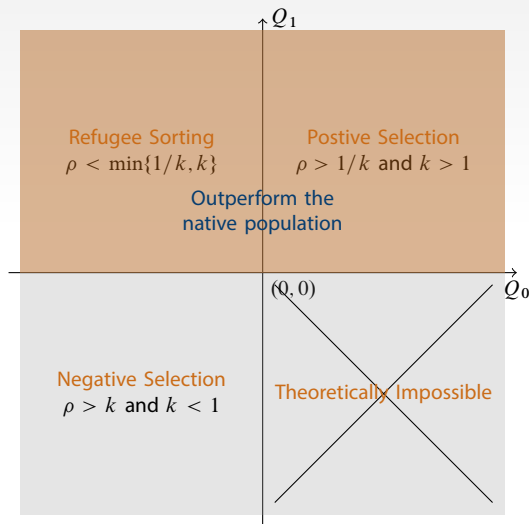 Q₁
Refugee Sorting
ρ < min{1/k, k}
Postive Selection
ρ > 1/k and k > 1
Outperform the
native population
(0, 0)
Q₀
Negative Selection
ρ > k and k < 1
Theoretically Impossible